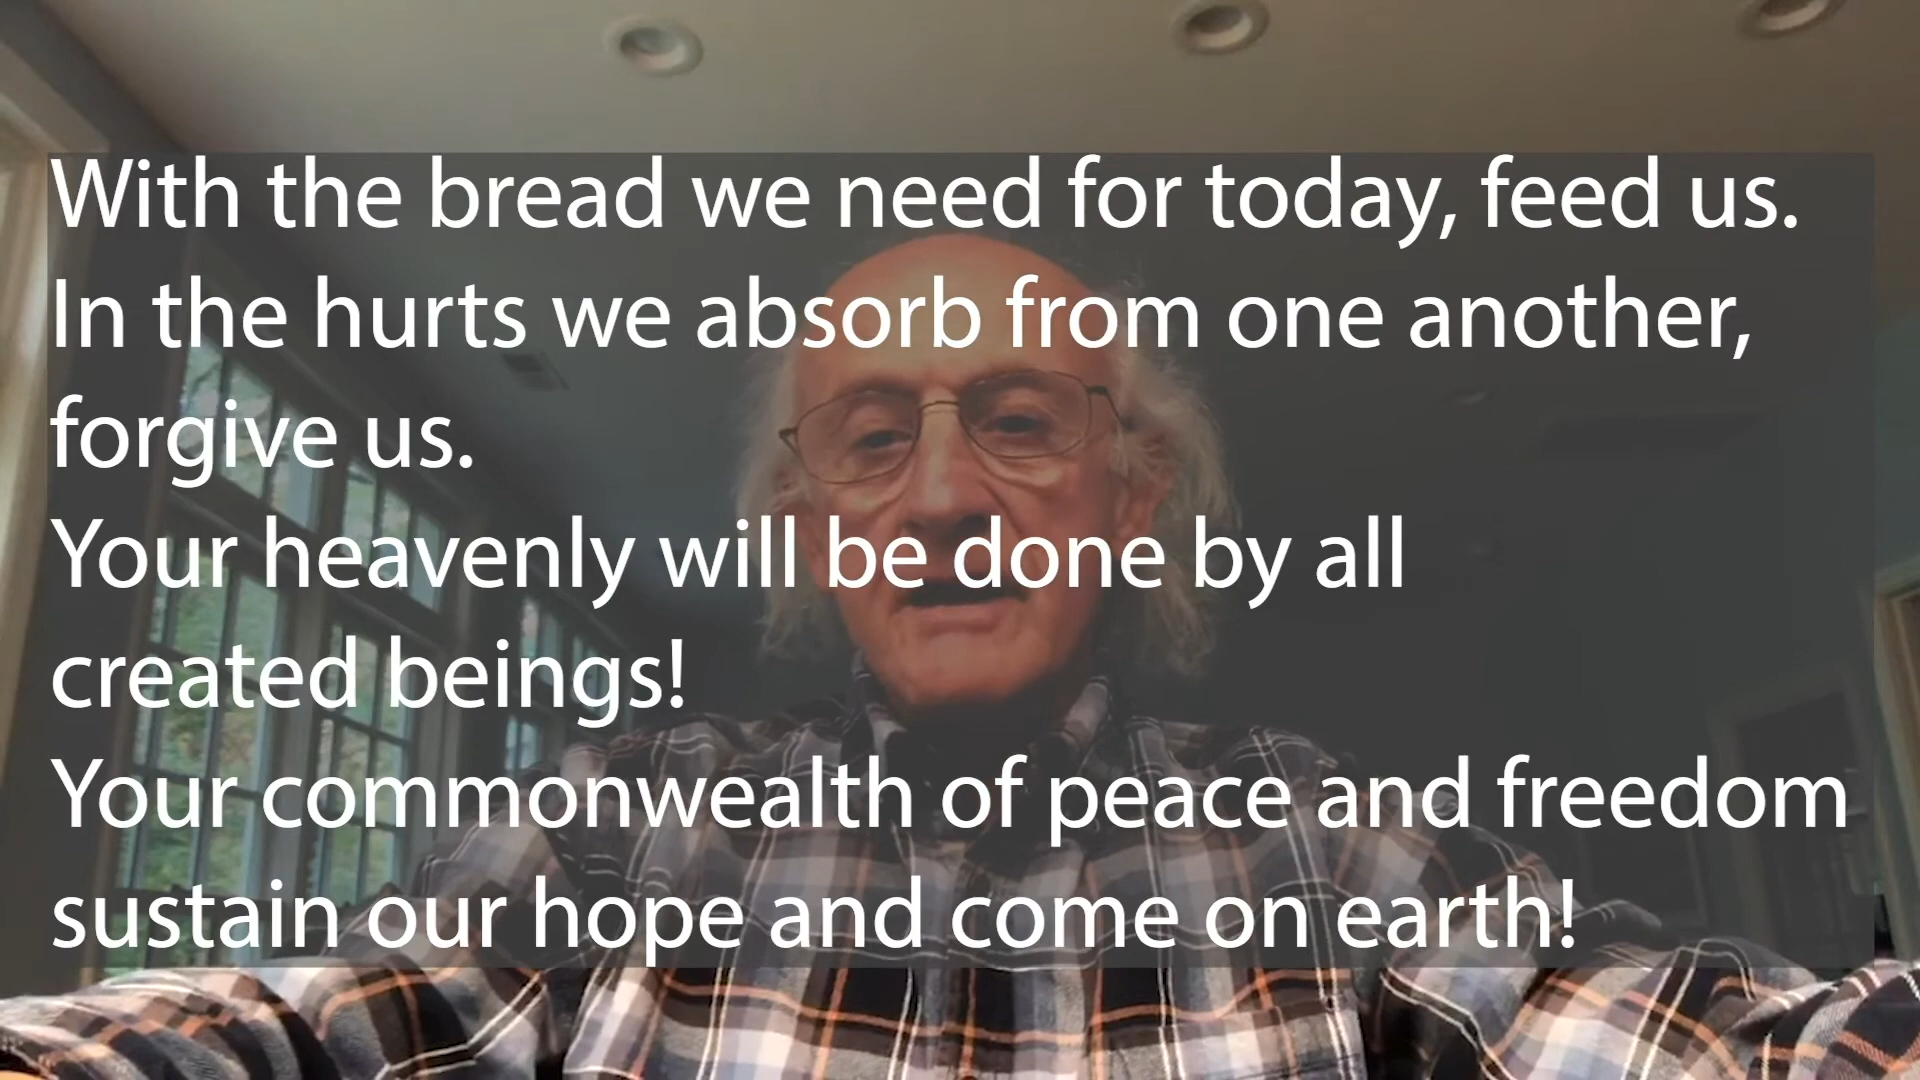 With the bread we need for today, feed us.
In the hurts we absorb from one another,
forgive us.
Your heavenly will be done by all
created beings!
Your commonwealth of peace and freedom
sustain our hope and come on earth!